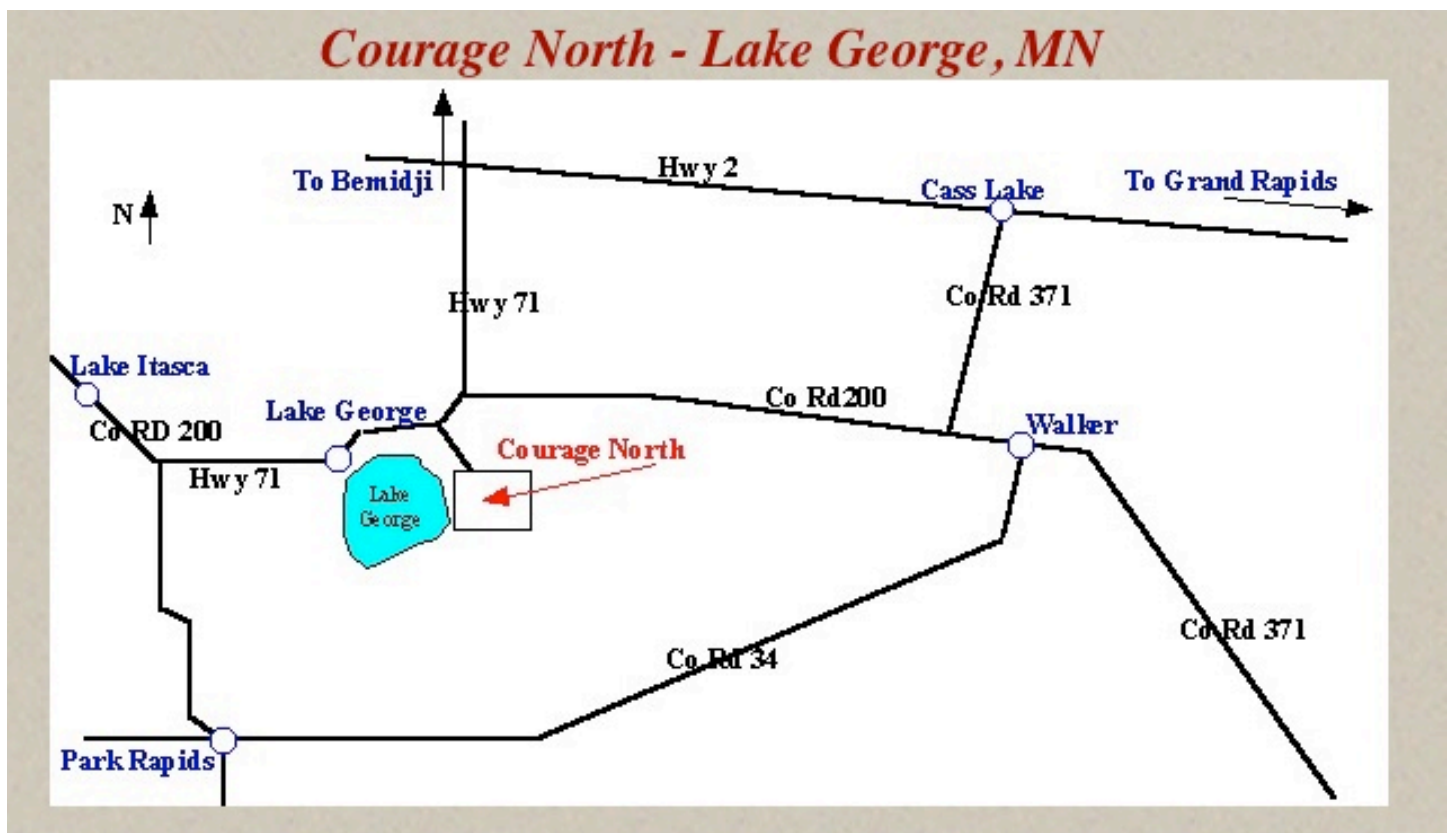 Courage North - Lake George, MN
To Bemidji
Hwy 2
Cass Lake
To Grand Rapids
N
Hwy 71
Co Rd 371
Lake Itasca
Lake George
Co Rd200
Walker
Co RD 200
Courage North
Hwy 71
Lake
George
Co Rd 34
Co Rd 371
Park Rapids